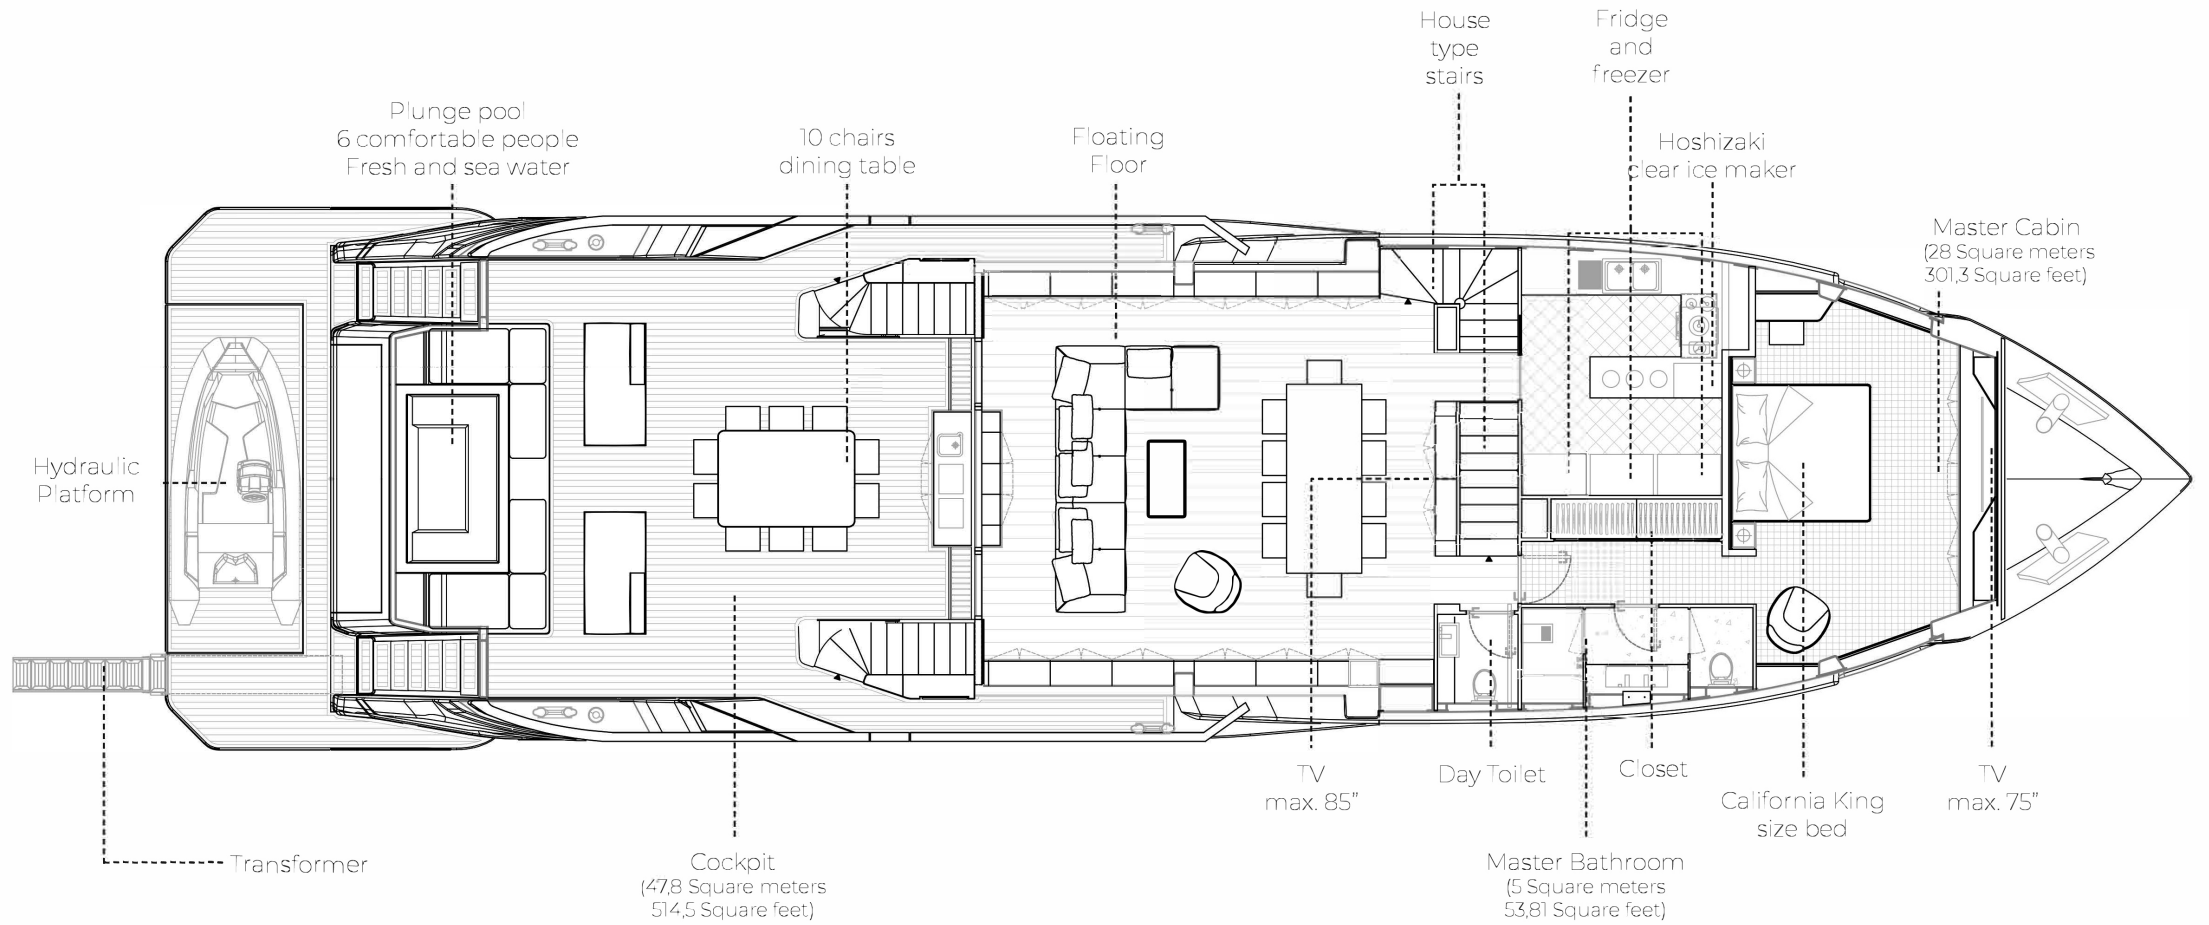 House
type
stairs
Fridge
and
freezer
Plunge pool
6 comfortable people
Fresh and sea water
10 chairs
dining table
Floating
Floor
Hoshizaki
clear ice maker
Master Cabin
(28 Square meters
301,3 Square feet)
Hydraulic
Platform
Transformer
Cockpit
(47,8 Square meters
514,5 Square feet)
TV
max. 85”
Day Toilet
Master Bathroom
(5 Square meters
53,81 Square feet)
Closet
California King
size bed
TV
max. 75”